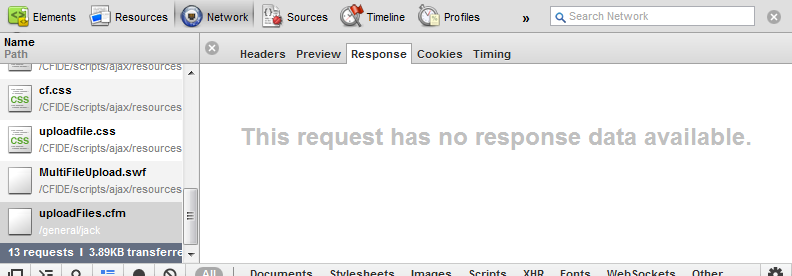 Elements Resources Network Sources Timeline Profiles » Search Network
Name
Path
Headers Preview Response Cookies Timing
/CFIDE/scripts/ajax/resources
cf.css
/CFIDE/scripts/ajax/resources
uploadfile.css
/CFIDE/scripts/ajax/resources
MultiFileUpload.swf
/CFIDE/scripts/ajax/resources
uploadFiles.cfm
/general/jack
This request has no response data available.
13 requests I 3.89KB transferre
All Documents Stylesheets Images Scripts XHR Fonts WebSockets Other